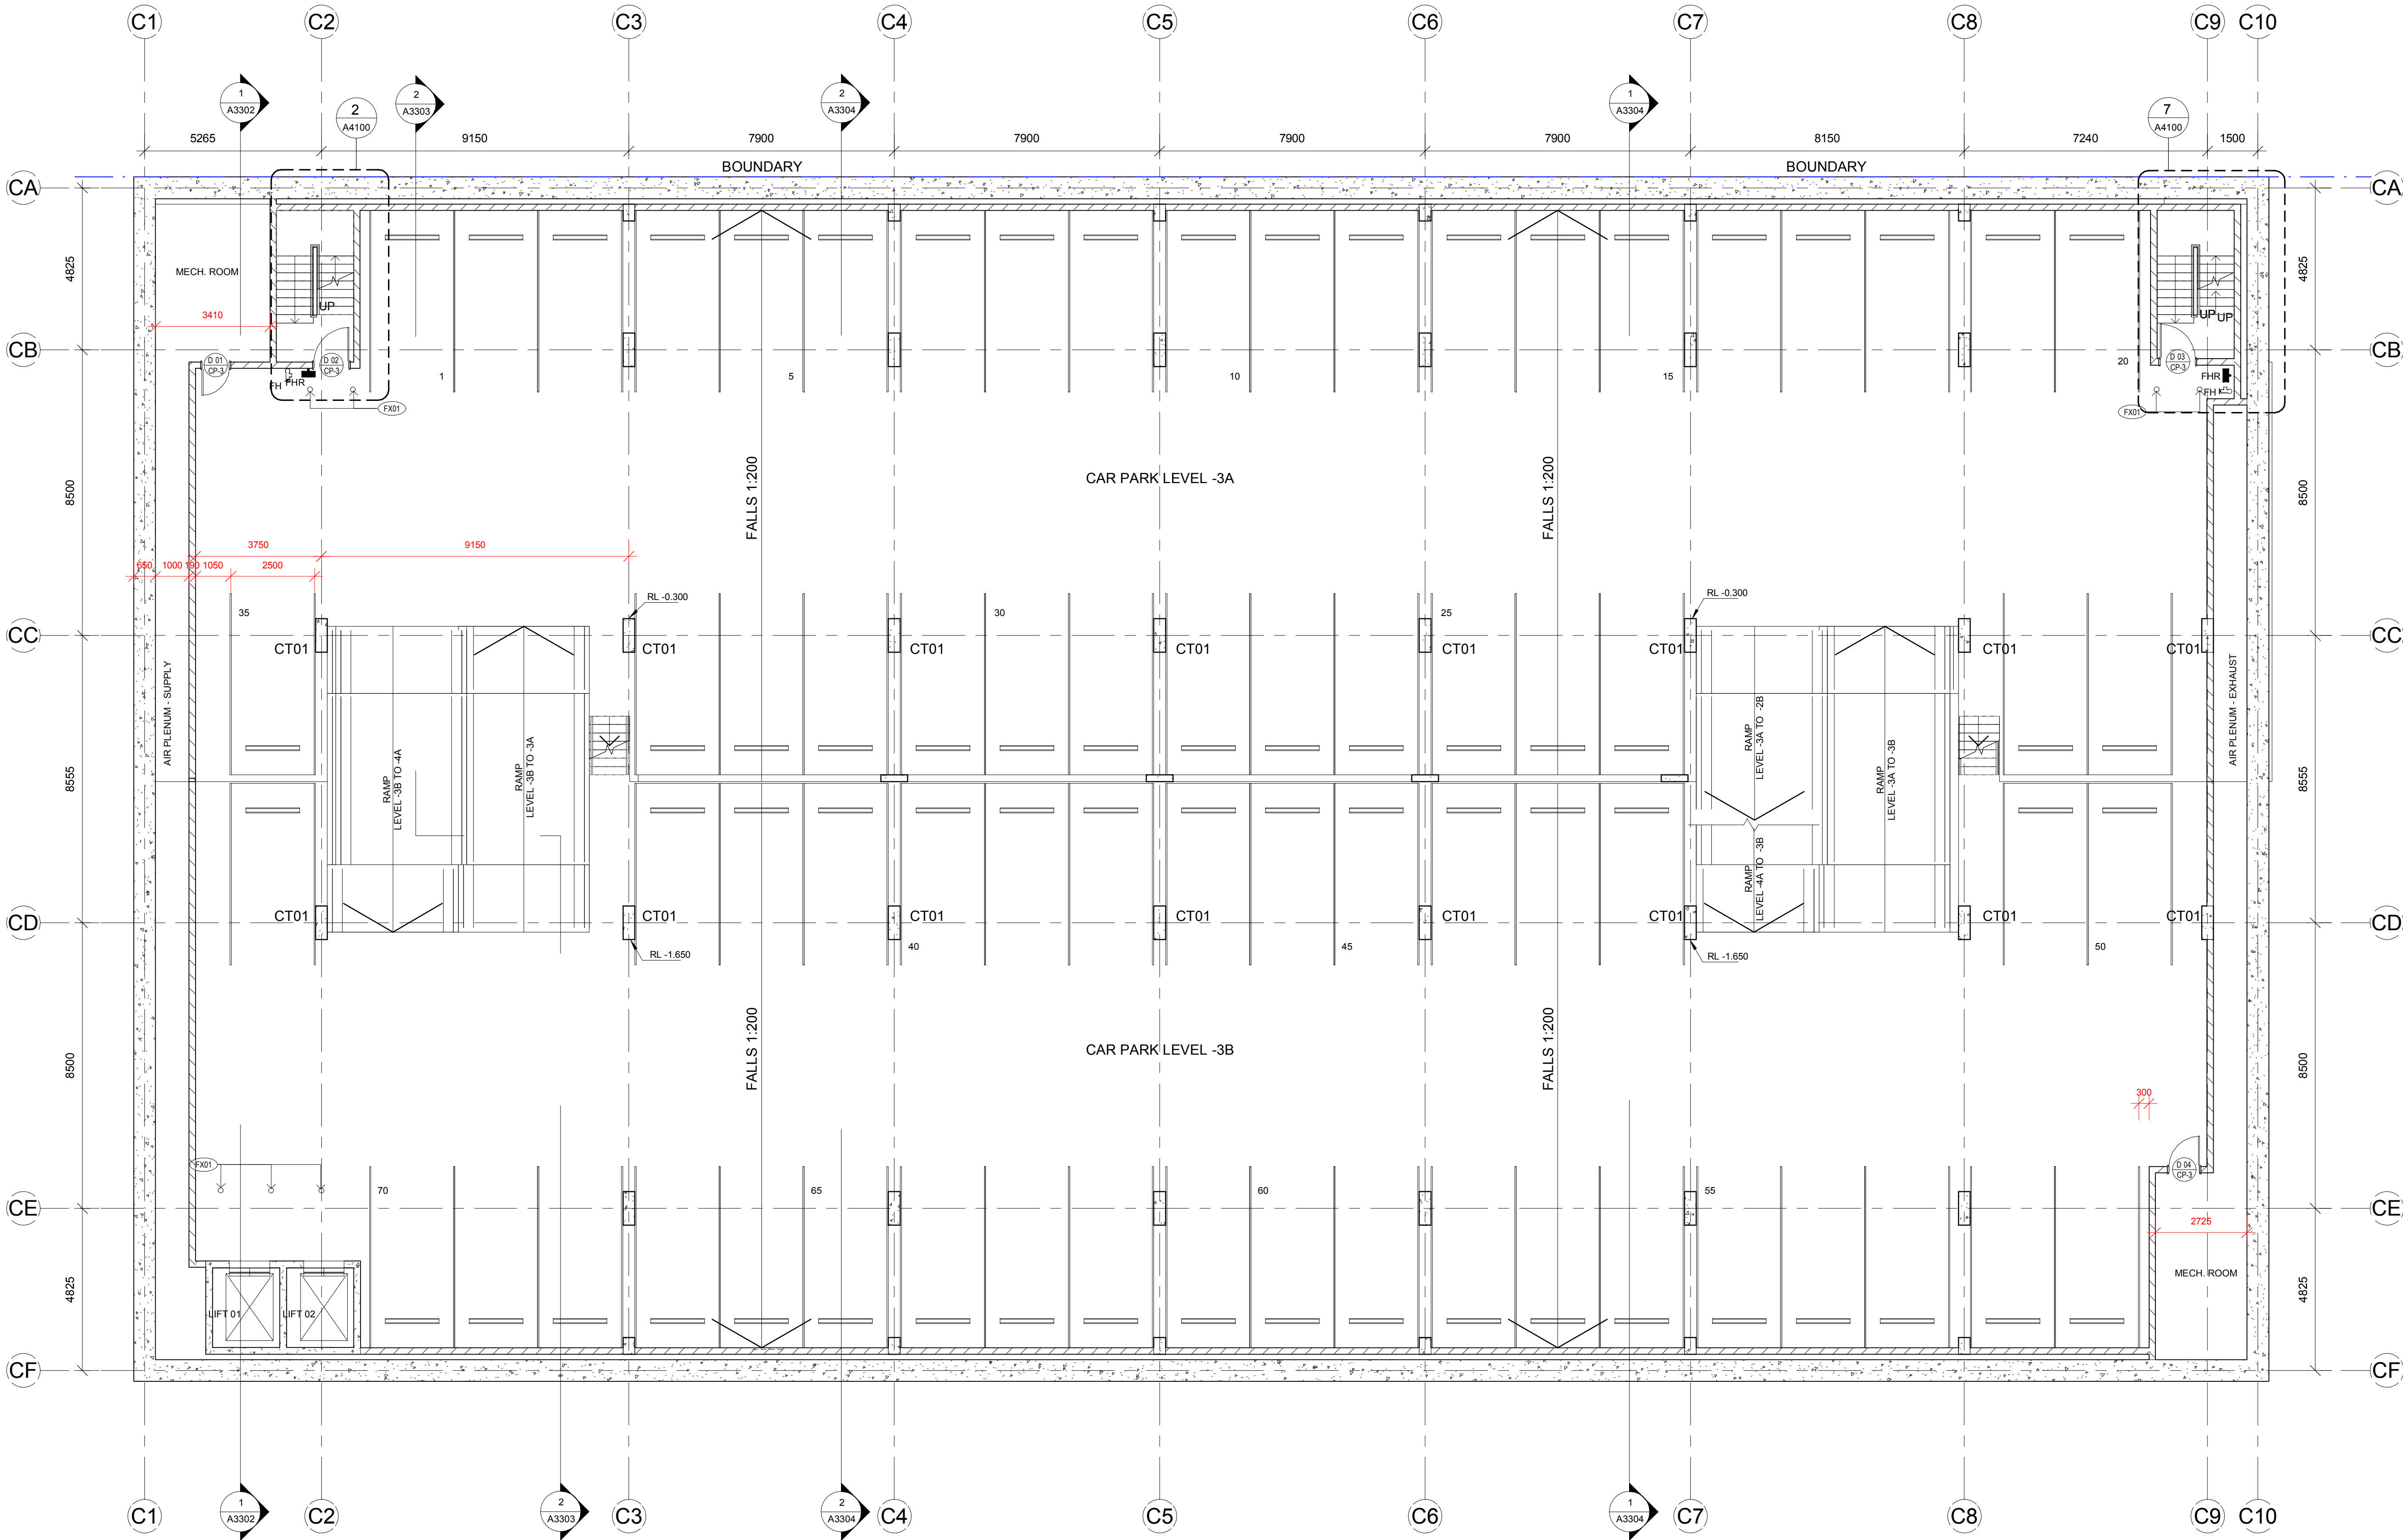 C1 C2 C3 C4 C5 C6 C7 C8 C9 C10
1
A3302
2
A4100
2
A3303
2
A3304
1
A3304
7
A4100
5265 9150 7900 7900 7900 7900 8150 7240 1500
BOUNDARY BOUNDARY
CA CA
4825 4825
MECH. ROOM
3410
UP
UP UP
CB CB
D 01
CP-3
D 02
CP-3
D 03
CP-3
FH FHR
FHR
FH
1 5 10 15 20
FX01
FX01
8500 8500
FALLS 1:200
CAR PARK LEVEL -3A
FALLS 1:200
3750 9150
650 1000 190 1050 2500
RL -0.300
RL -0.300
35 30 25
CC CC
CT01 CT01 CT01 CT01 CT01 CT01 CT01 CT01
AIR PLENUM - SUPPLY
AIR PLENUM - EXHAUST
8555 8555
RAMP
LEVEL -3B TO -4A
RAMP
LEVEL -3B TO -3A
RAMP
LEVEL -3A TO -2B
RAMP
LEVEL -3A TO -3B
RAMP
LEVEL -4A TO -3B
CD CD
CT01 CT01 CT01 CT01 CT01 CT01 CT01 CT01
40 45 50
RL -1.650
RL -1.650
8500 8500
FALLS 1:200
CAR PARK LEVEL -3B
FALLS 1:200
300
FX01
D 04
CP-3
70 65 60 55
CE CE
2725
MECH. ROOM
4825 4825
LIFT 01 LIFT 02
CF CF
1
A3302
2
A3303
2
A3304
1
A3304
C1 C2 C3 C4 C5 C6 C7 C8 C9 C10